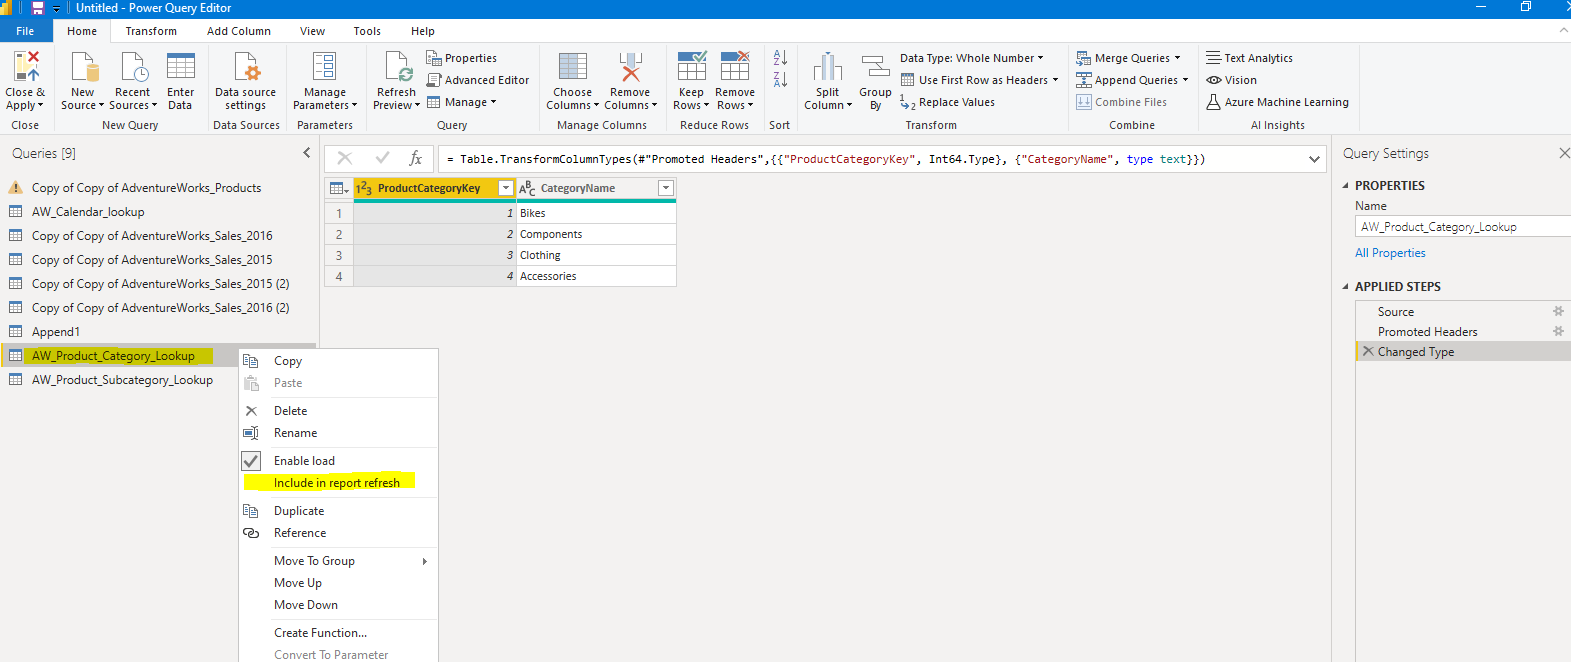 Untitled - Power Query Editor
File Home Transform Add Column View Tools Help
Close & Apply
New Source
Recent Sources
Enter Data
Data source settings
Manage Parameters
Refresh Preview
Properties
Advanced Editor
Manage
Choose Columns
Remove Columns
Keep Rows
Remove Rows
Split Column
Group By
Data Type: Whole Number
Use First Row as Headers
Replace Values
Merge Queries
Append Queries
Combine Files
Text Analytics
Vision
Azure Machine Learning
Close New Query Data Sources Parameters Query Manage Columns Reduce Rows Sort Transform Combine AI Insights
Queries [9]
Copy of Copy of AdventureWorks_Products
AW_Calendar_lookup
Copy of Copy of AdventureWorks_Sales_2016
Copy of Copy of AdventureWorks_Sales_2015
Copy of Copy of AdventureWorks_Sales_2015 (2)
Copy of Copy of AdventureWorks_Sales_2016 (2)
Append1
AW_Product_Category_Lookup
AW_Product_Subcategory_Lookup
Copy
Paste
Delete
Rename
Enable load
Include in report refresh
Duplicate
Reference
Move To Group
Move Up
Move Down
Create Function...
Convert To Parameter
fx = Table.TransformColumnTypes(#"Promoted Headers",{{"ProductCategoryKey", Int64.Type}, {"CategoryName", type text}})
123 ProductCategoryKey ABC CategoryName
1 1 Bikes
2 2 Components
3 3 Clothing
4 4 Accessories
Query Settings
PROPERTIES
Name
AW_Product_Category_Lookup
All Properties
APPLIED STEPS
Source
Promoted Headers
Changed Type